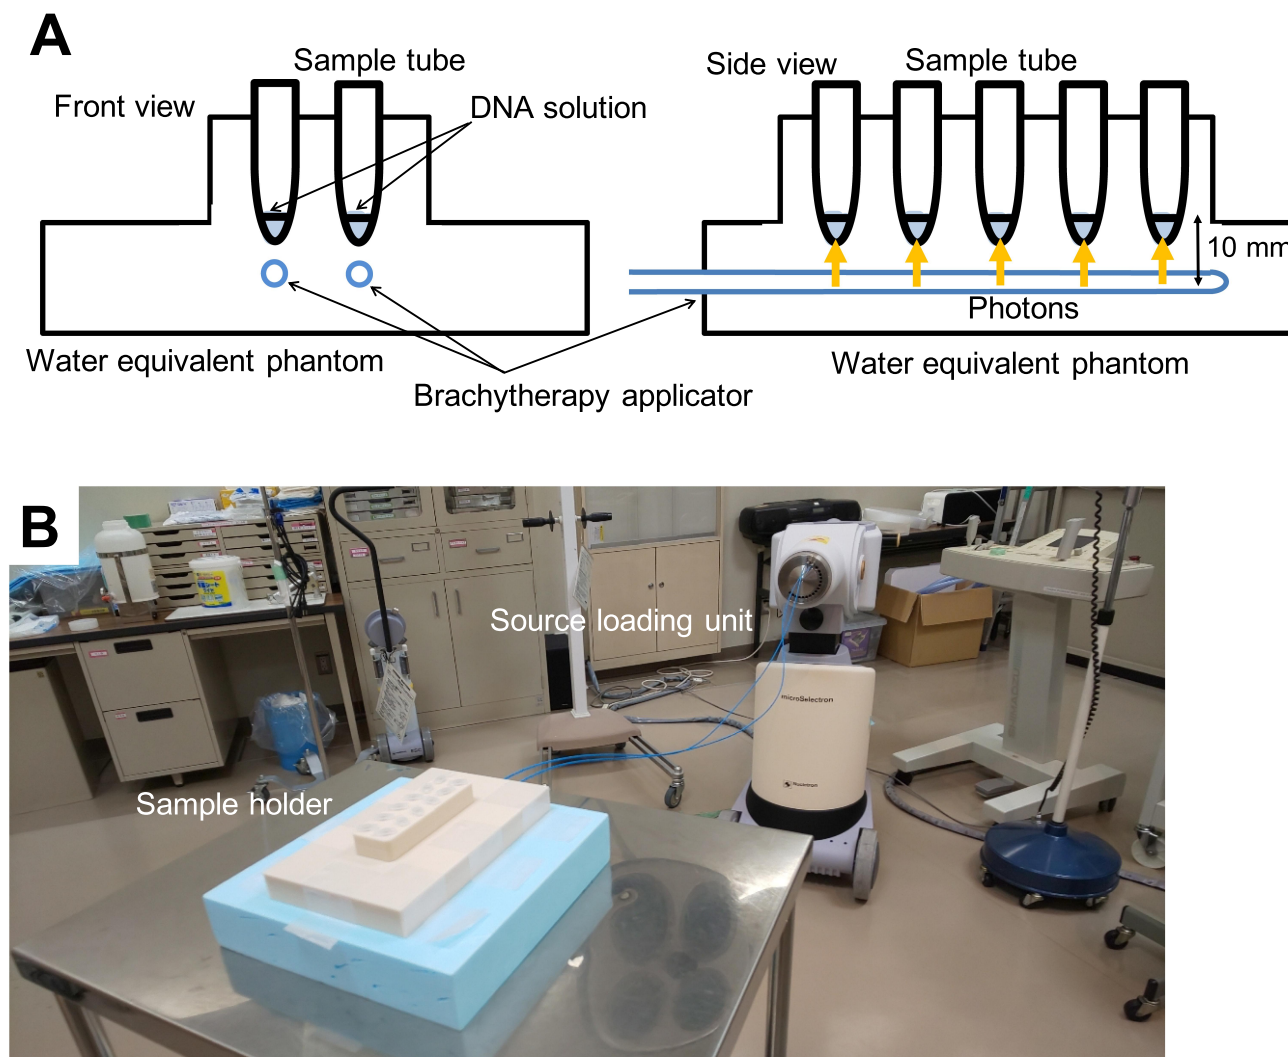 A
Sample tube
Front view
DNA solution
Water equivalent phantom
Brachytherapy applicator
Side view
Sample tube
10 mm
Photons
Water equivalent phantom
B
Source loading unit
microSelectron
Sample holder